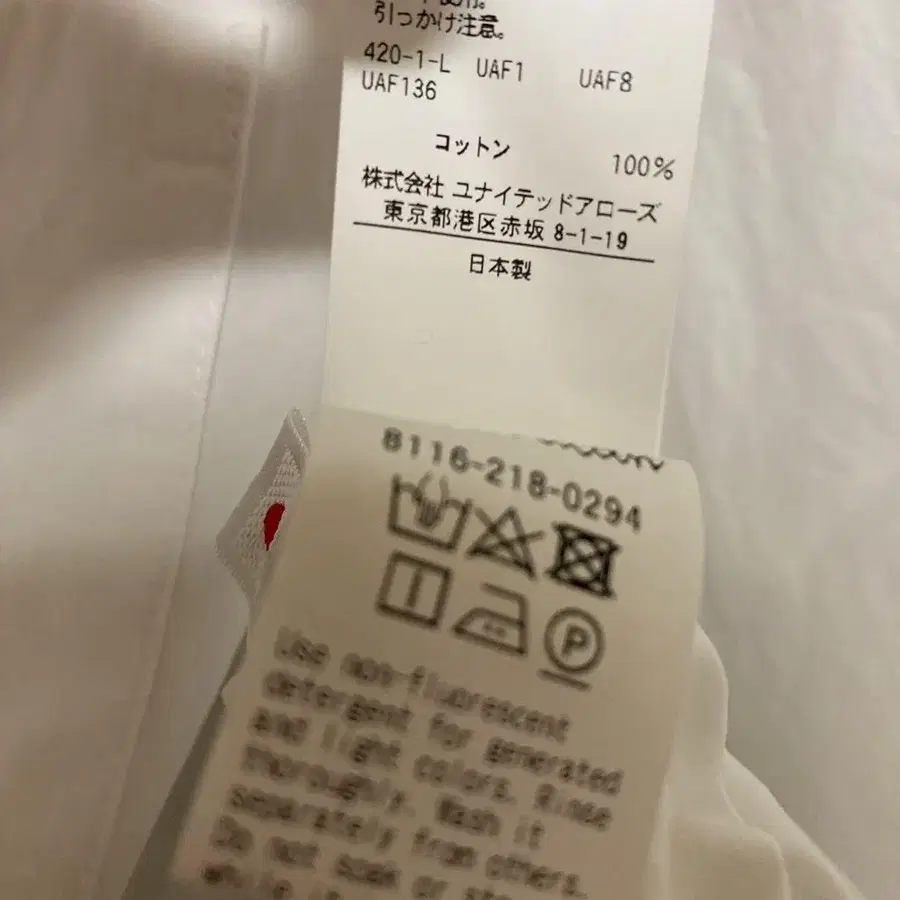 使用。
引っかけ注意。
420-1-L UAF1 UAF8
UAF136
コットン 100%
株式会社 ユナイテッドアローズ
東京都港区赤坂 8-1-19
日本製
8116-218-0294
P
Use non-fluorescent
detergent for generated
and light colors. Rinse
thoroughly. Wash it
separately from others.
Do not soak or
while